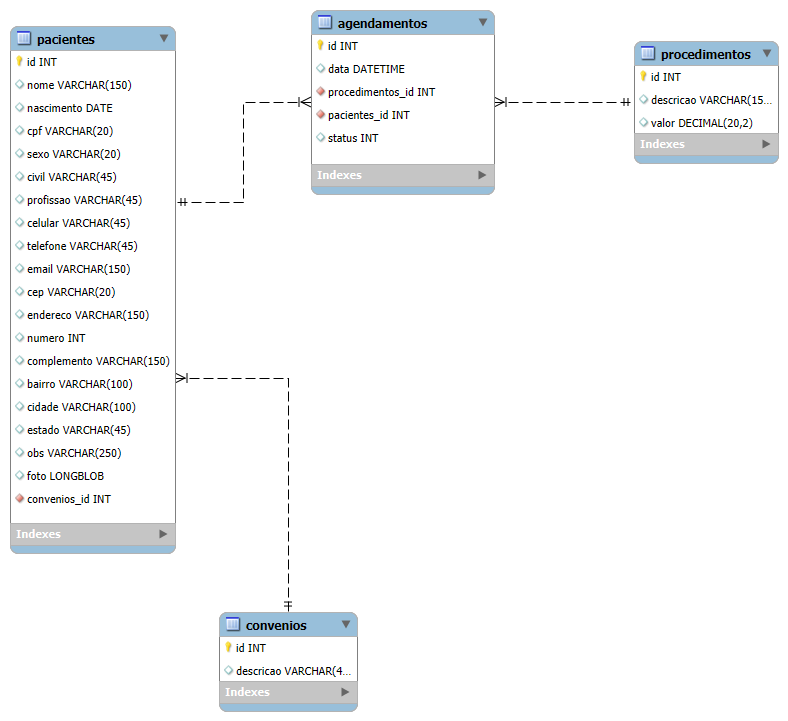 pacientes
id INT
nome VARCHAR(150)
nascimento DATE
cpf VARCHAR(20)
sexo VARCHAR(20)
civil VARCHAR(45)
profissao VARCHAR(45)
celular VARCHAR(45)
telefone VARCHAR(45)
email VARCHAR(150)
cep VARCHAR(20)
endereco VARCHAR(150)
numero INT
complemento VARCHAR(150)
bairro VARCHAR(100)
cidade VARCHAR(100)
estado VARCHAR(45)
obs VARCHAR(250)
foto LONGBLOB
convenios_id INT
Indexes
agendamentos
id INT
data DATETIME
procedimentos_id INT
pacientes_id INT
status INT
Indexes
procedimentos
id INT
descricao VARCHAR(15...
valor DECIMAL(20,2)
Indexes
convenios
id INT
descricao VARCHAR(4...
Indexes